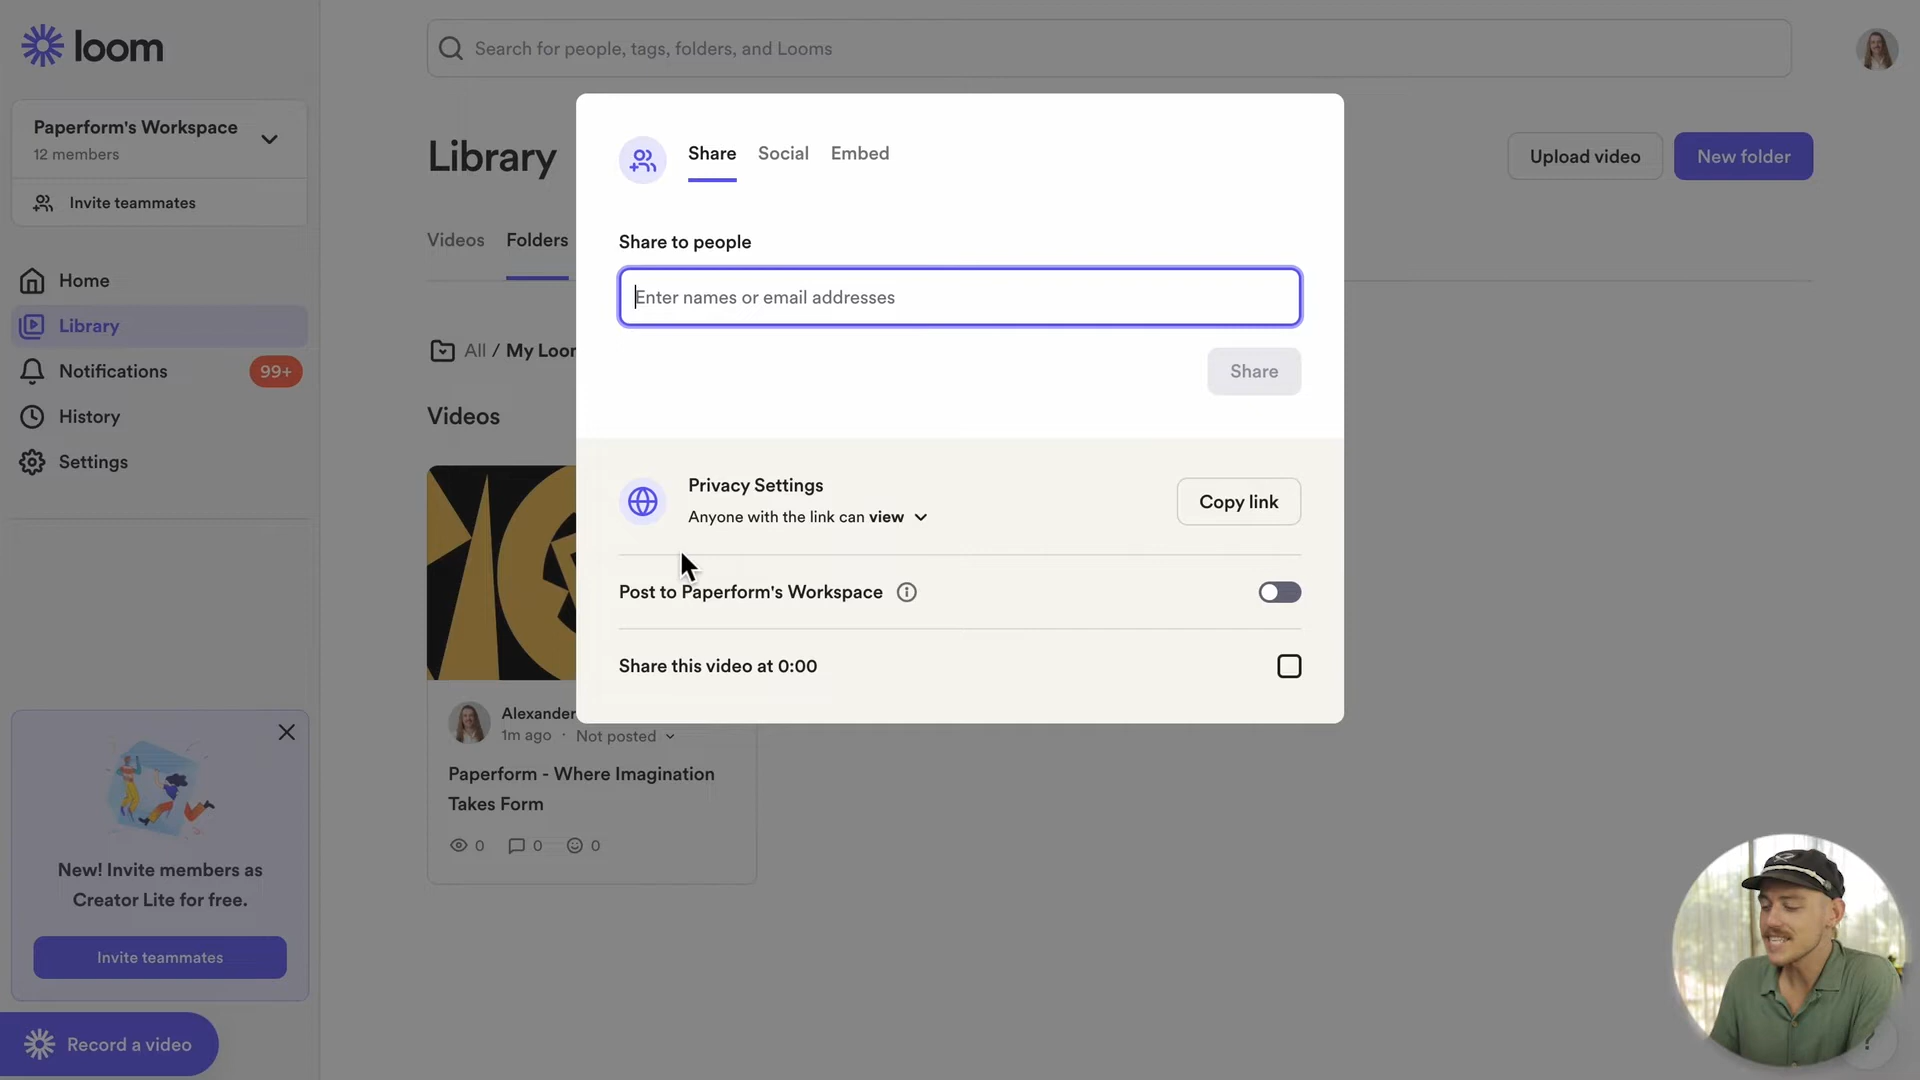 loom
Search for people, tags, folders, and Looms
Paperform's Workspace
12 members
Invite teammates
Home
Library
Notifications
99+
History
Settings
New! Invite members as
Creator Lite for free.
Invite teammates
Record a video
Library
Upload video
New folder
Videos
Folders
All / My Loom
Videos
Alexander
1m ago · Not posted
Paperform - Where Imagination
Takes Form
0
0
0
Share
Social
Embed
Share to people
Enter names or email addresses
Share
Privacy Settings
Anyone with the link can view
Copy link
Post to Paperform's Workspace
Share this video at 0:00
?